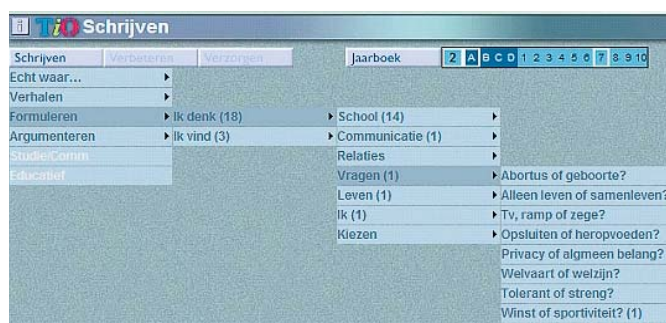 i TiO Schrijven
Schrijven Verbeteren Verzorgen Jaarboek 2 A B C D 1 2 3 4 5 6 7 8 9 10
Echt waar...
Verhalen
Formuleren Ik denk (18) School (14)
Argumenteren Ik vind (3) Communicatie (1)
Studie/Comm Relaties
Educatief Vragen (1) Abortus of geboorte?
Leven (1) Alleen leven of samenleven?
Ik (1) Tv, ramp of zege?
Kiezen Opsluiten of heropvoeden?
Privacy of algmeen belang?
Welvaart of welzijn?
Tolerant of streng?
Winst of sportiviteit? (1)